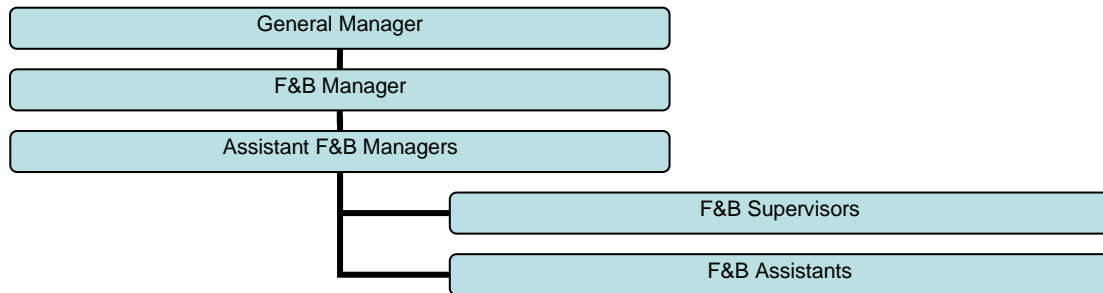 General Manager
F&B Manager
Assistant F&B Managers
F&B Supervisors
F&B Assistants